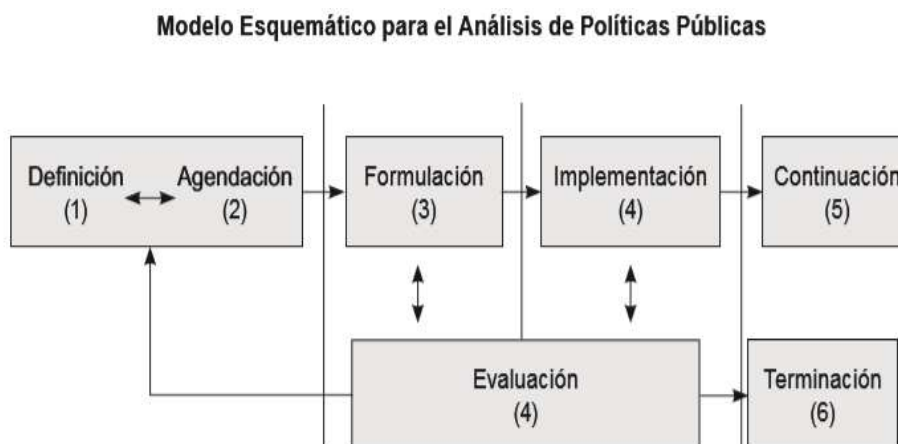 Modelo Esquemático para el Análisis de Políticas Públicas
Definición
(1)
Agendación
(2)
Formulación
(3)
Implementación
(4)
Continuación
(5)
Evaluación
(4)
Terminación
(6)